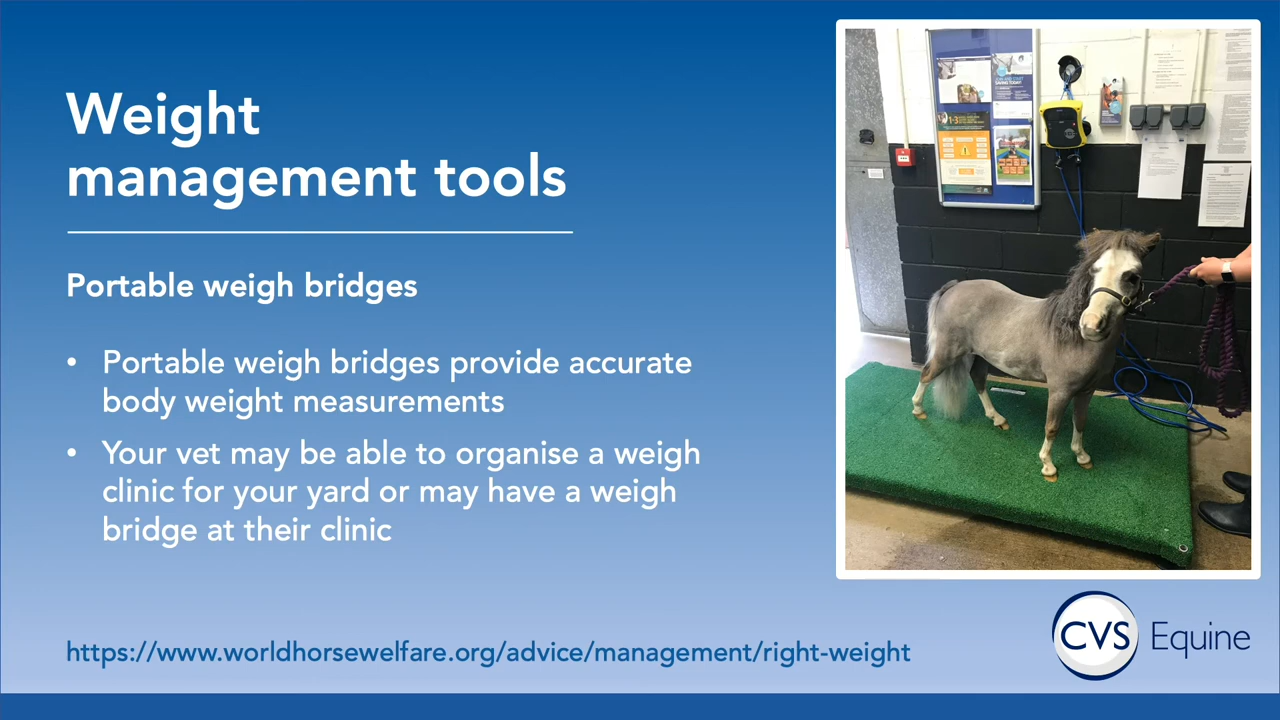 Weight
management tools
Portable weigh bridges
• Portable weigh bridges provide accurate
body weight measurements
• Your vet may be able to organise a weigh
clinic for your yard or may have a weigh
bridge at their clinic
https://www.worldhorsewelfare.org/advice/management/right-weight
CVS Equine